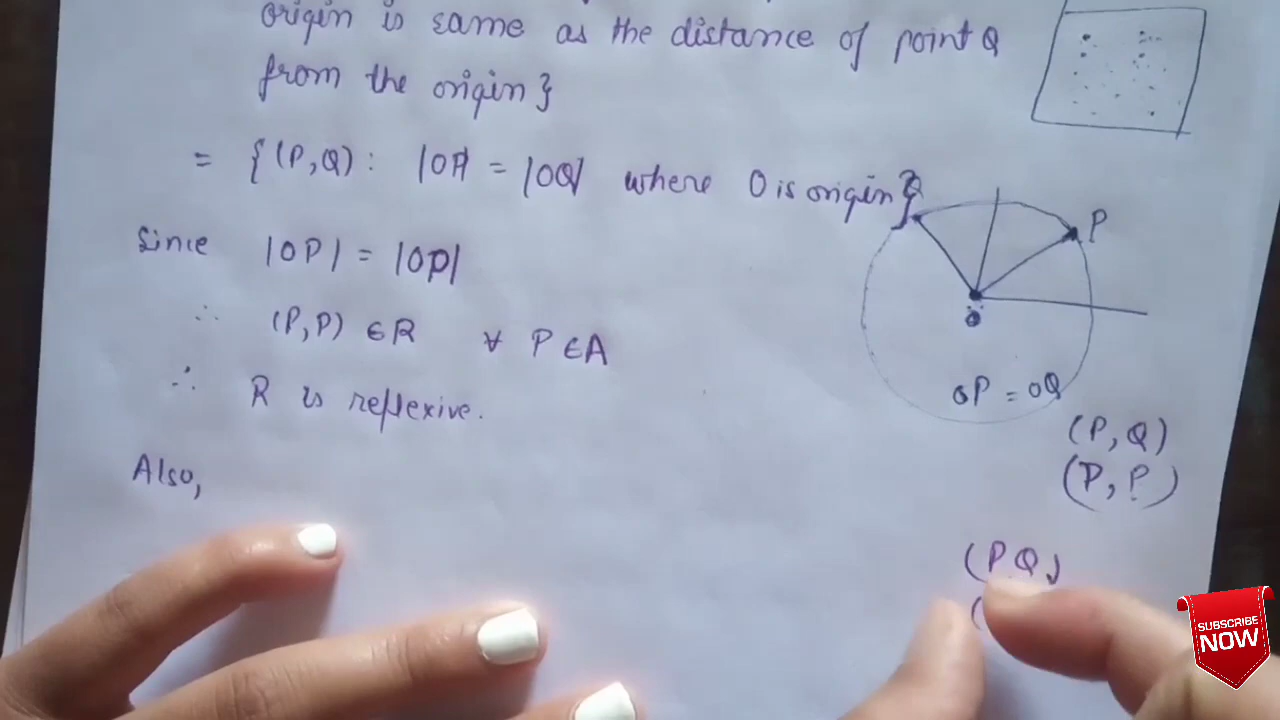 origin is same as the distance of point Q
from the origin}
= {(P,Q): |OP| = |OQ| where O is origin}
Since |OP| = |OP|
∴ (P,P) ∈ R ∀ P ∈ A
∴ R is reflexive.
Also,
Q
P
O
OP = OQ
(P,Q)
(P,P)
(P Q)
(
SUBSCRIBE
NOW